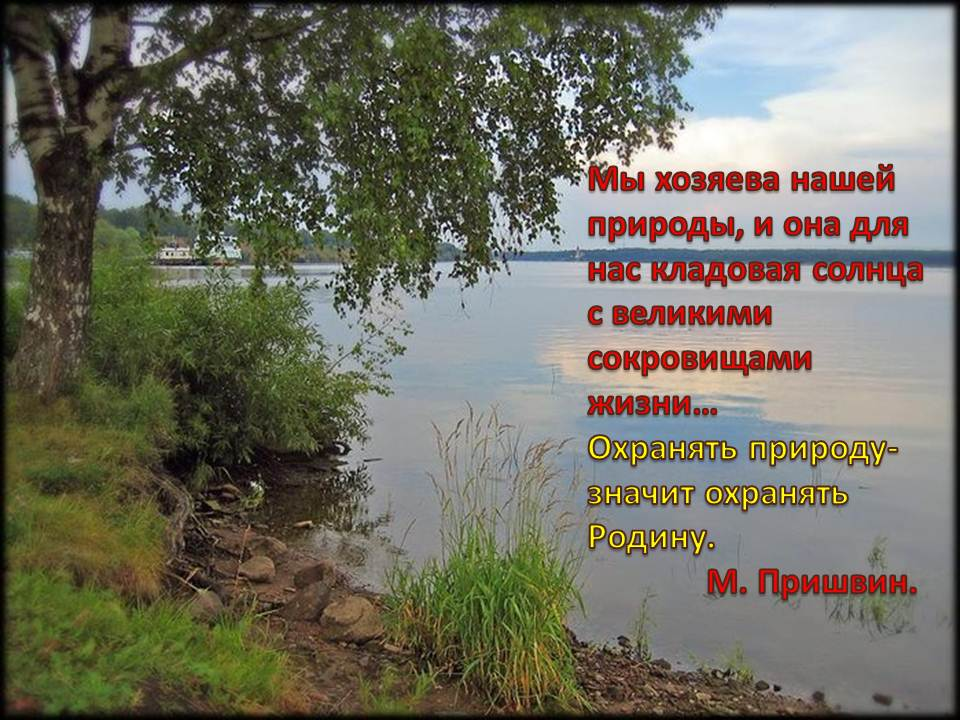 Мы хозяева нашей
природы, и она для
нас кладовая солнца
с великими
сокровищами
жизни...
Охранять природу-
значит охранять
Родину.
М. Пришвин.